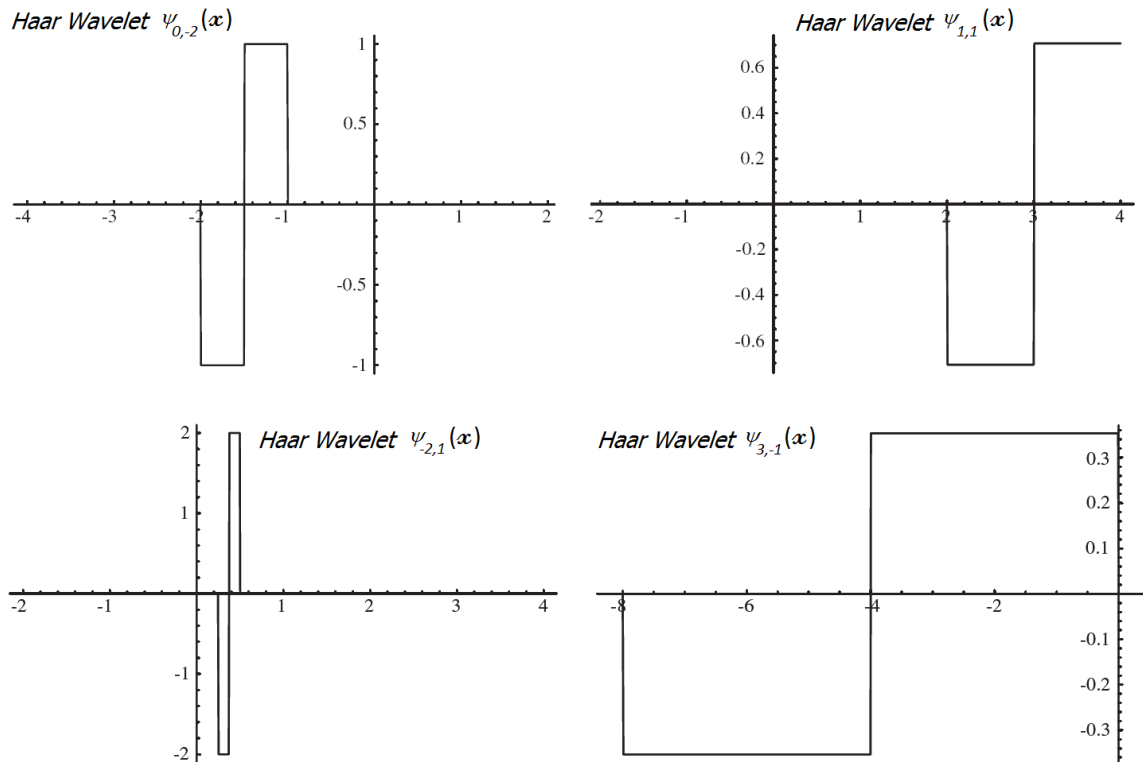 Haar Wavelet ψ0,-2(x)
1
0.5
-4 -3 -2 -1 1 2
-0.5
-1
Haar Wavelet ψ1,1(x)
0.6
0.4
0.2
-2 -1 1 2 3 4
-0.2
-0.4
-0.6
Haar Wavelet ψ-2,1(x)
2
1
-2 -1 1 2 3 4
-1
-2
Haar Wavelet ψ3,-1(x)
0.3
0.2
0.1
-8 -6 -4 -2
-0.1
-0.2
-0.3